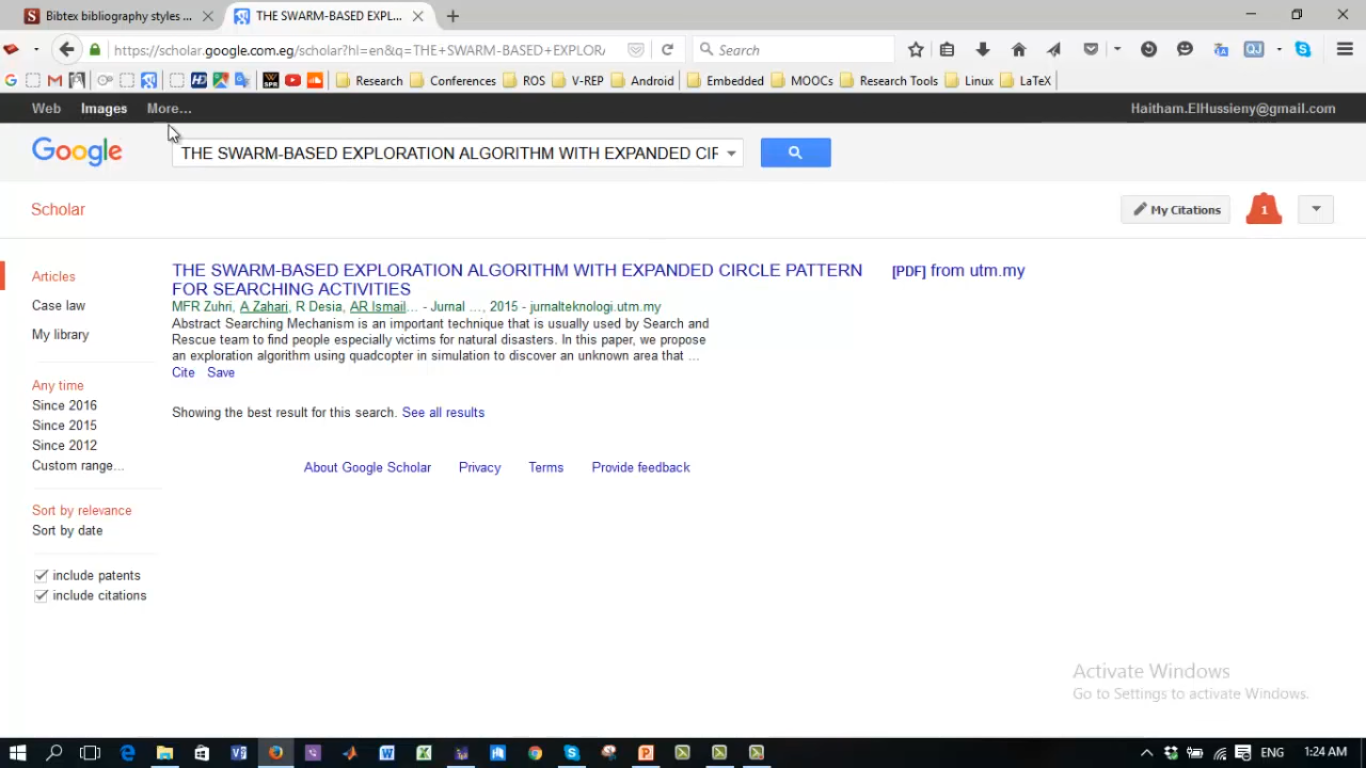 Bibtex bibliography styles ...
THE SWARM-BASED EXPL...
https://scholar.google.com.eg/scholar?hl=en&q=THE+SWARM-BASED+EXPLORA
Search
Research
Conferences
ROS
V-REP
Android
Embedded
MOOCs
Research Tools
Linux
LaTeX
Web Images More...
Haitham.ElHussieny@gmail.com
Google
THE SWARM-BASED EXPLORATION ALGORITHM WITH EXPANDED CIF
Scholar
My Citations
1
Articles
Case law
My library
Any time
Since 2016
Since 2015
Since 2012
Custom range...
Sort by relevance
Sort by date
include patents
include citations
THE SWARM-BASED EXPLORATION ALGORITHM WITH EXPANDED CIRCLE PATTERN
FOR SEARCHING ACTIVITIES
[PDF] from utm.my
MFR Zuhri, A Zahari, R Desia, AR Ismail... - Jurnal ..., 2015 - jurnalteknologi.utm.my
Abstract Searching Mechanism is an important technique that is usually used by Search and
Rescue team to find people especially victims for natural disasters. In this paper, we propose
an exploration algorithm using quadcopter in simulation to discover an unknown area that ...
Cite Save
Showing the best result for this search. See all results
About Google Scholar Privacy Terms Provide feedback
Activate Windows
Go to Settings to activate Windows.
ENG
1:24 AM